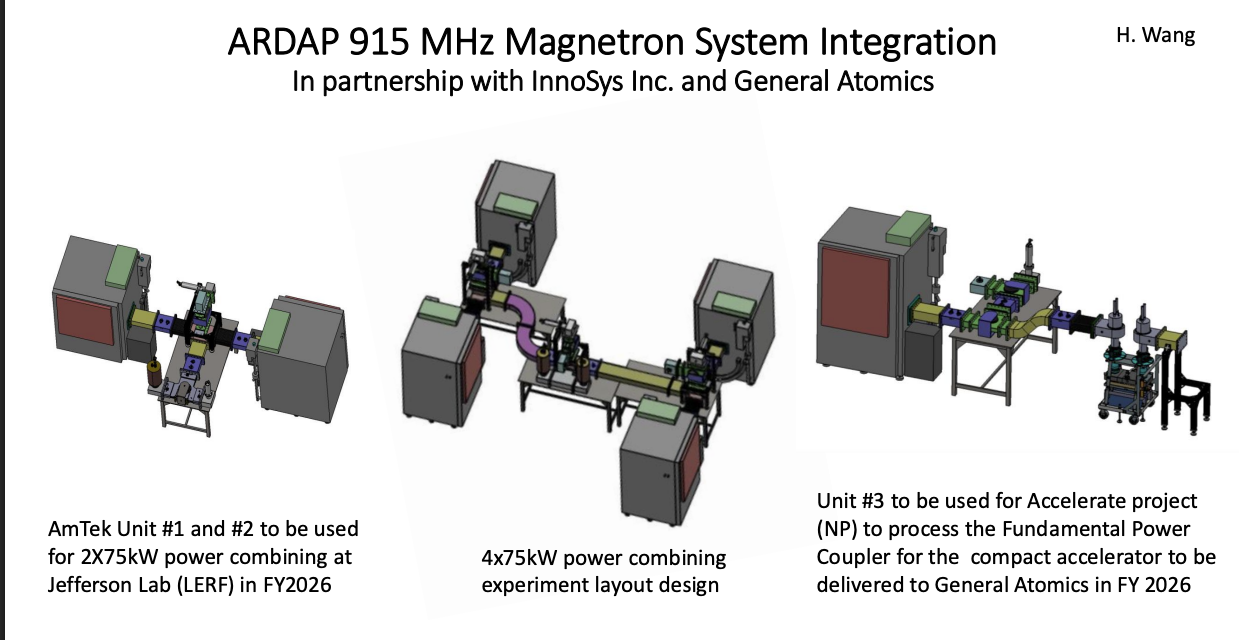 ARDAP 915 MHz Magnetron System Integration
H. Wang
In partnership with InnoSys Inc. and General Atomics
AmTek Unit #1 and #2 to be used
for 2X75kW power combining at
Jefferson Lab (LERF) in FY2026
4x75kW power combining
experiment layout design
Unit #3 to be used for Accelerate project
(NP) to process the Fundamental Power
Coupler for the  compact accelerator to be
delivered to General Atomics in FY 2026